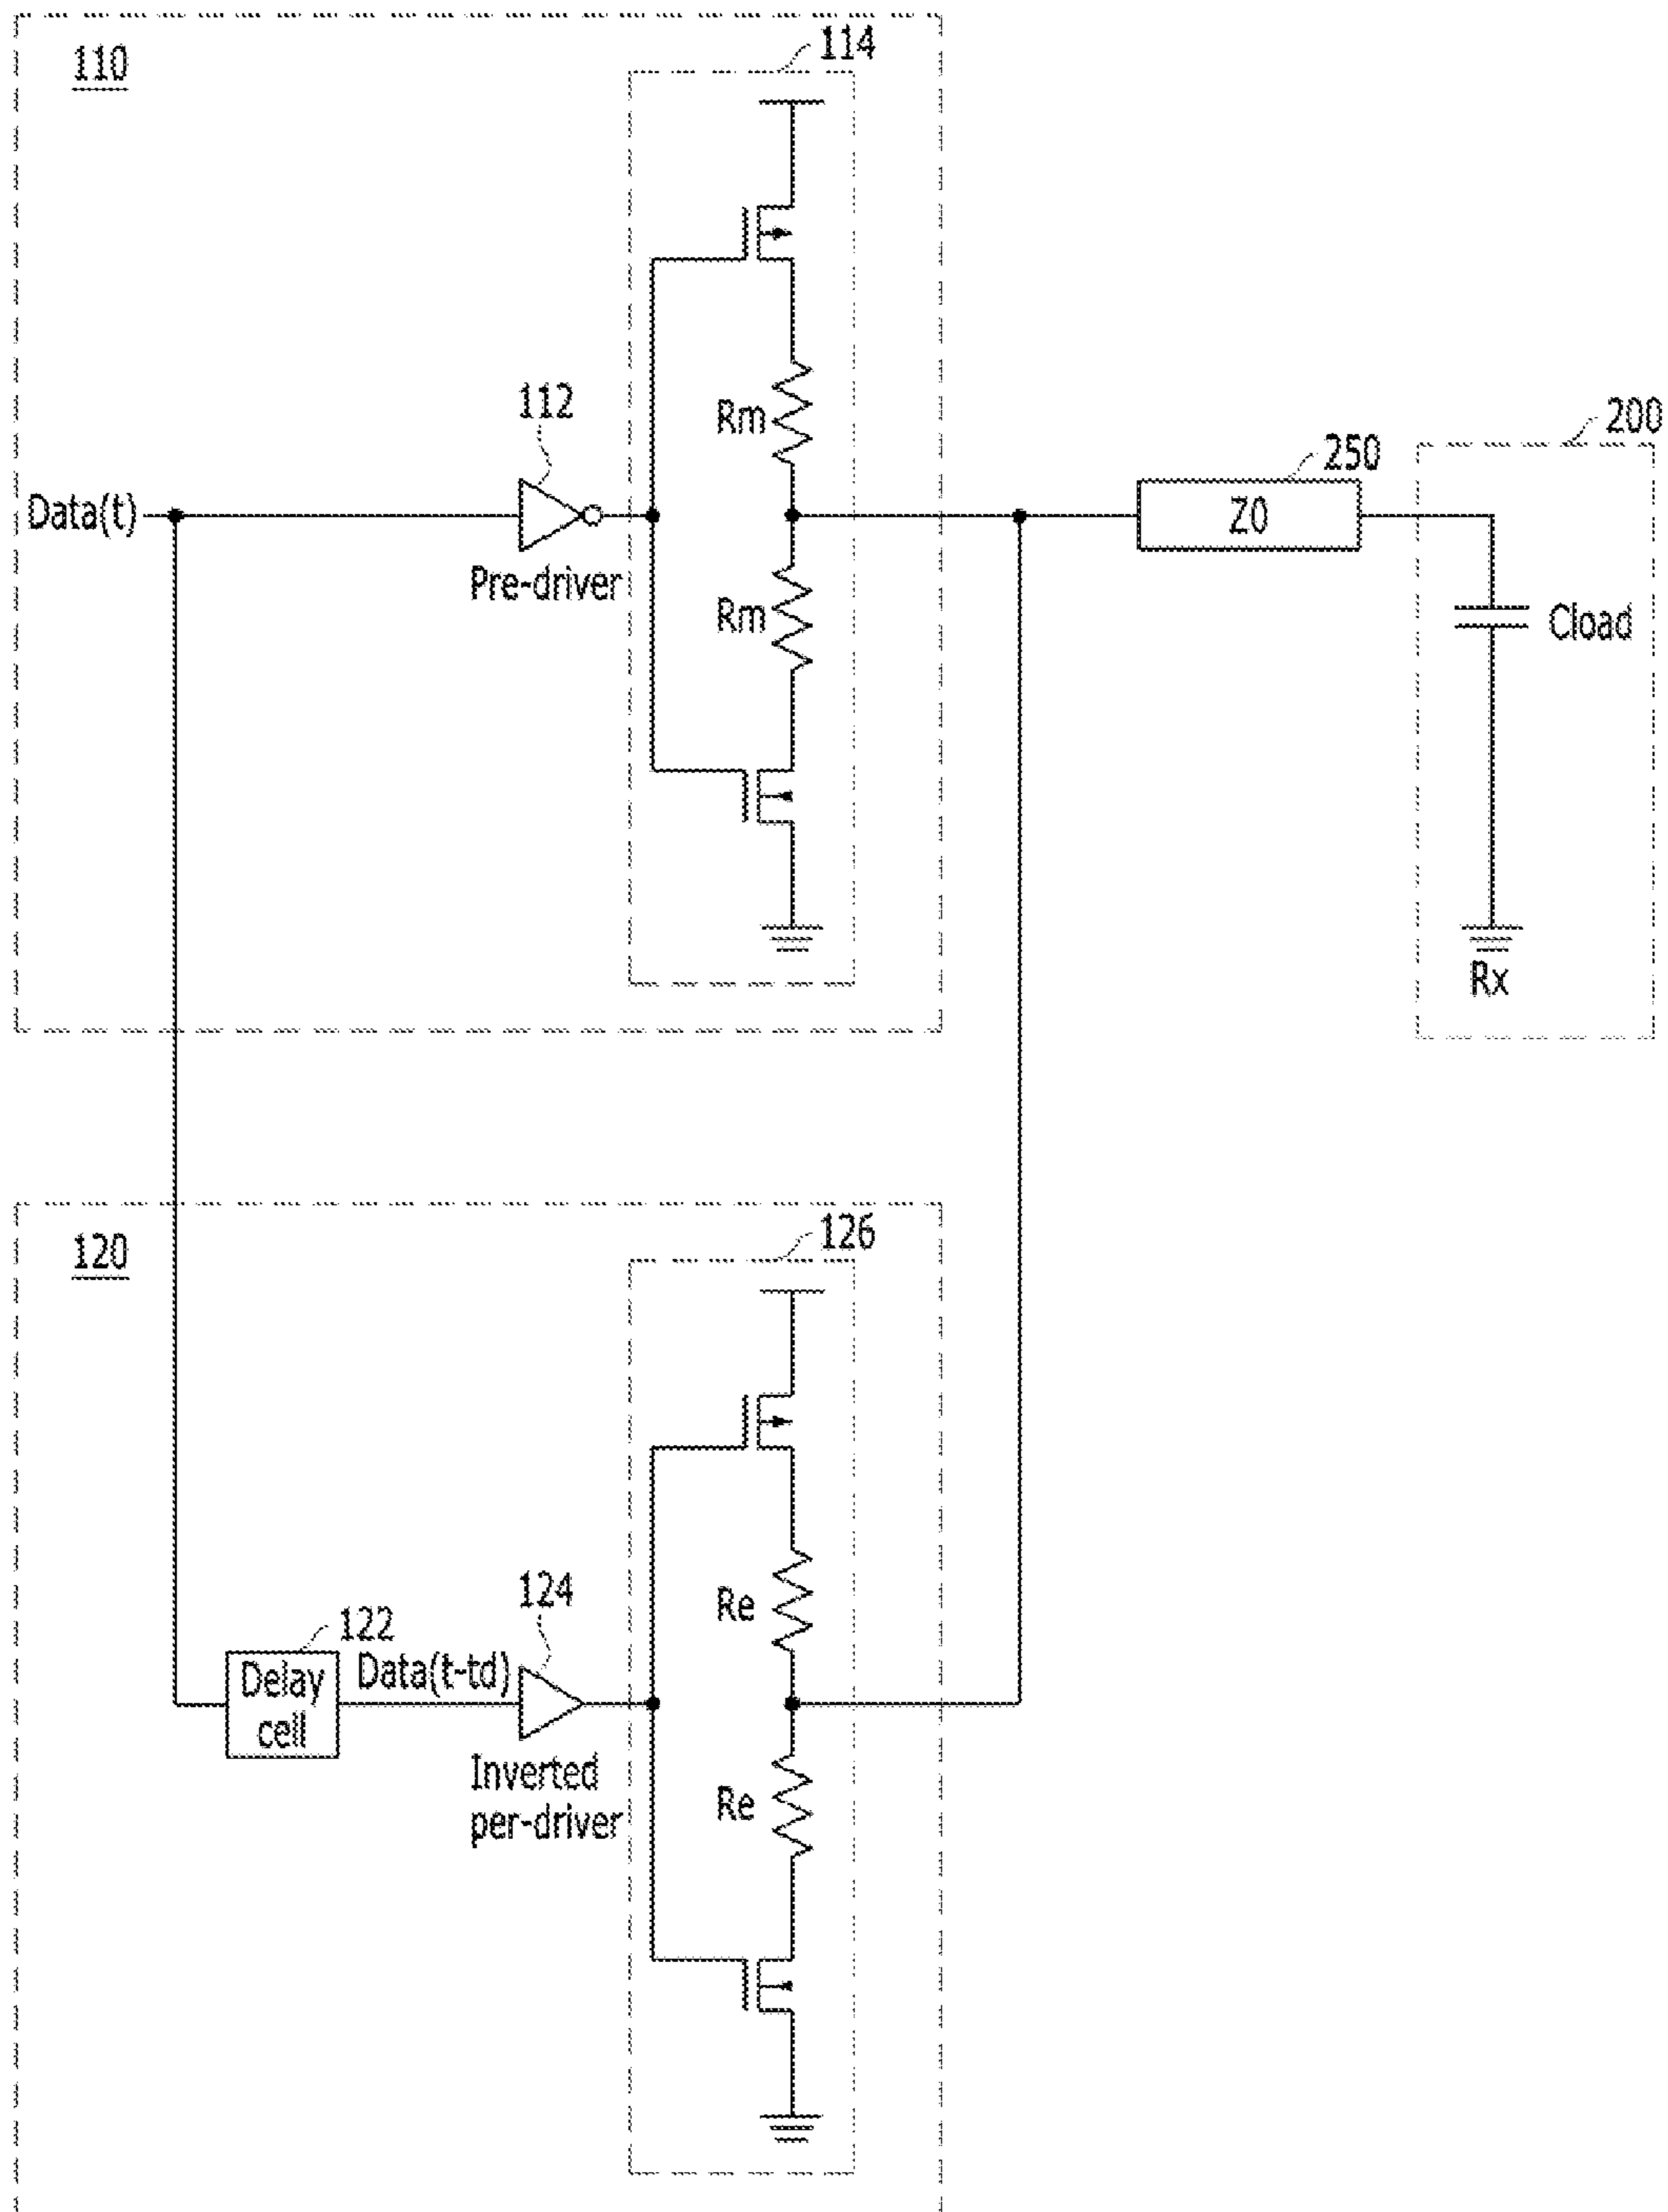 110
114
112
Rm
Data(t)
Pre-driver
Rm
250
Z0
200
Cload
Rx
120
126
124
Re
122
Delay
cell
Data(t-td)
Inverted
per-driver
Re